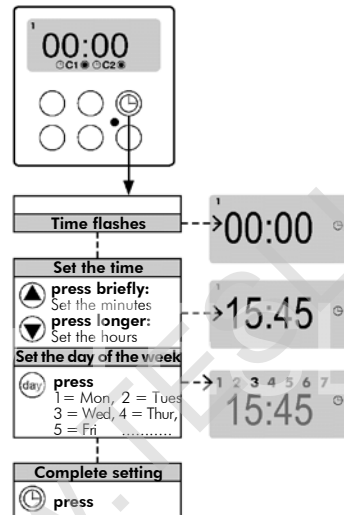 1
00:00
C1 C2
Time flashes
1
00:00
Set the time
press briefly:
Set the minutes
press longer:
Set the hours
1
15:45
Set the day of the week
day
press
1= Mon, 2 = Tues
3 = Wed, 4 = Thur,
5 = Fri ...........
1 2 3 4 5 6 7
15:45
Complete setting
press